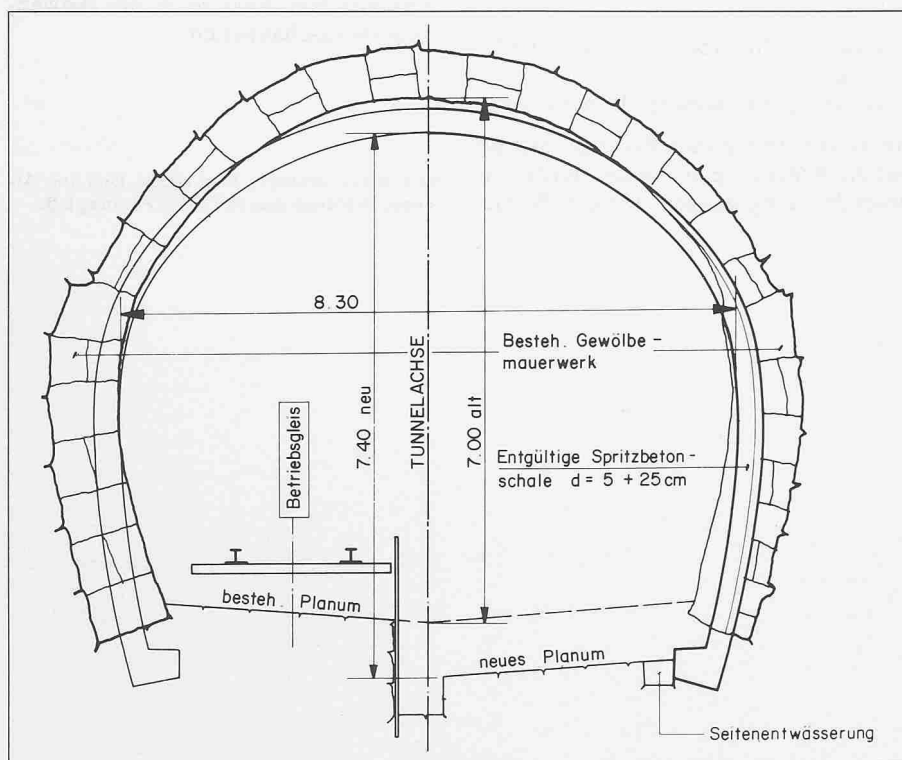 8.30
Besteh. Gewölbe -
mauerwerk
TUNNELACHSE
7.40 neu
7.00 alt
Betriebsgleis
Entgültige Spritzbeton -
schale d = 5 + 25 cm
besteh. Planum
neues Planum
Seitenentwässerung